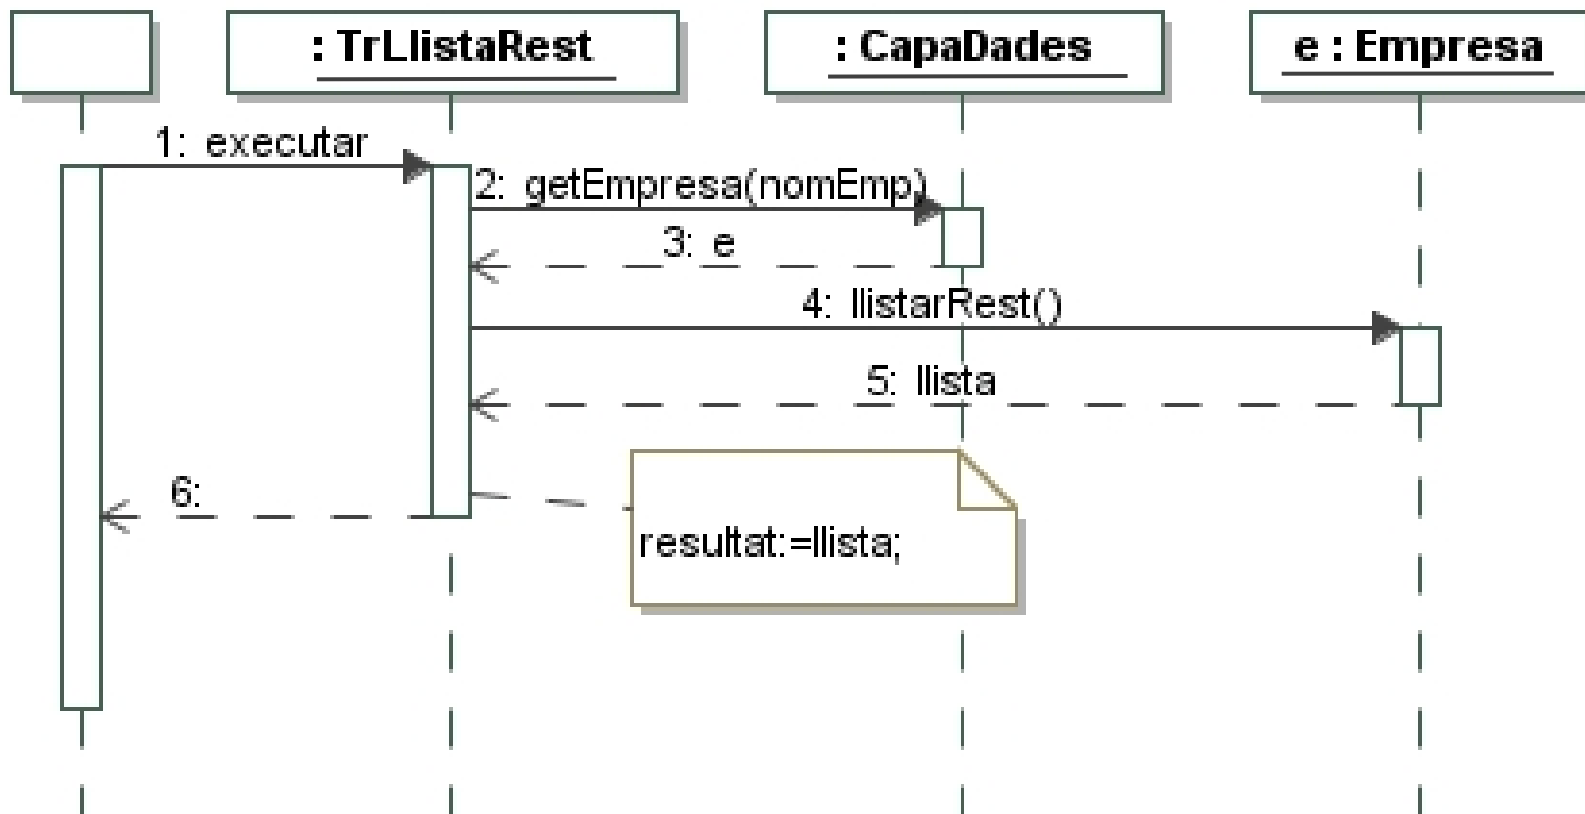 : TrLlistaRest
: CapaDades
e : Empresa
1: executar
2: getEmpresa(nomEmp)
3: e
4: llistarRest()
5: llista
6:
resultat:=llista;